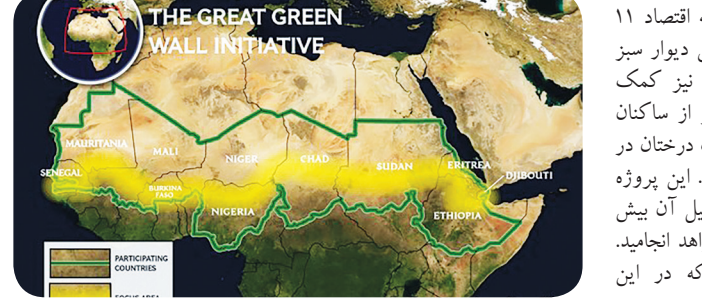 THE GREAT GREEN
WALL INITIATIVE
MAURITANIA
MALI
NIGER
CHAD
SUDAN
ERITREA
DJIBOUTI
SENEGAL
BURKINA
FASO
NIGERIA
ETHIOPIA
PARTICIPATING
COUNTRIES
FOCUS AREA
اقتصاد ۱۱
دیوار سبز
نیز کمک
از ساکنان
درختان در
. این پروژه
آن بیش
اهد انجامید.
که در این